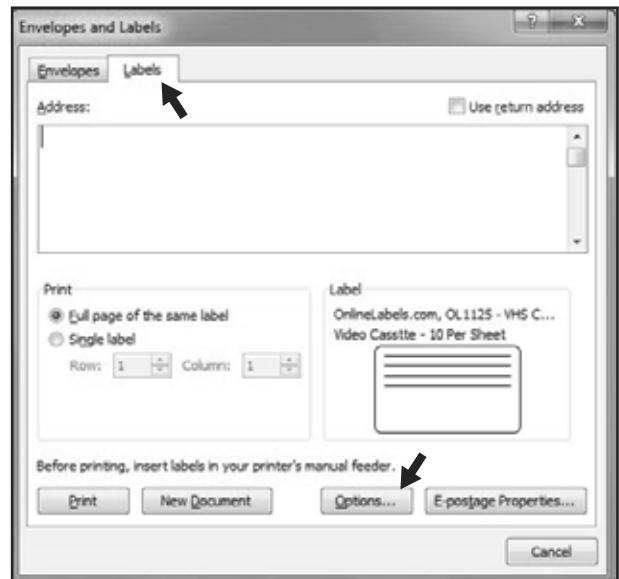 Envelopes and Labels
Envelopes Labels
Address: Use return address
Print
Full page of the same label
Single label
Row: 1 Column: 1
Label
OnlineLabels.com, OL1125 - VHS C...
Video Casstte - 10 Per Sheet
Before printing, insert labels in your printer's manual feeder.
Print New Document Options... E-postage Properties...
Cancel